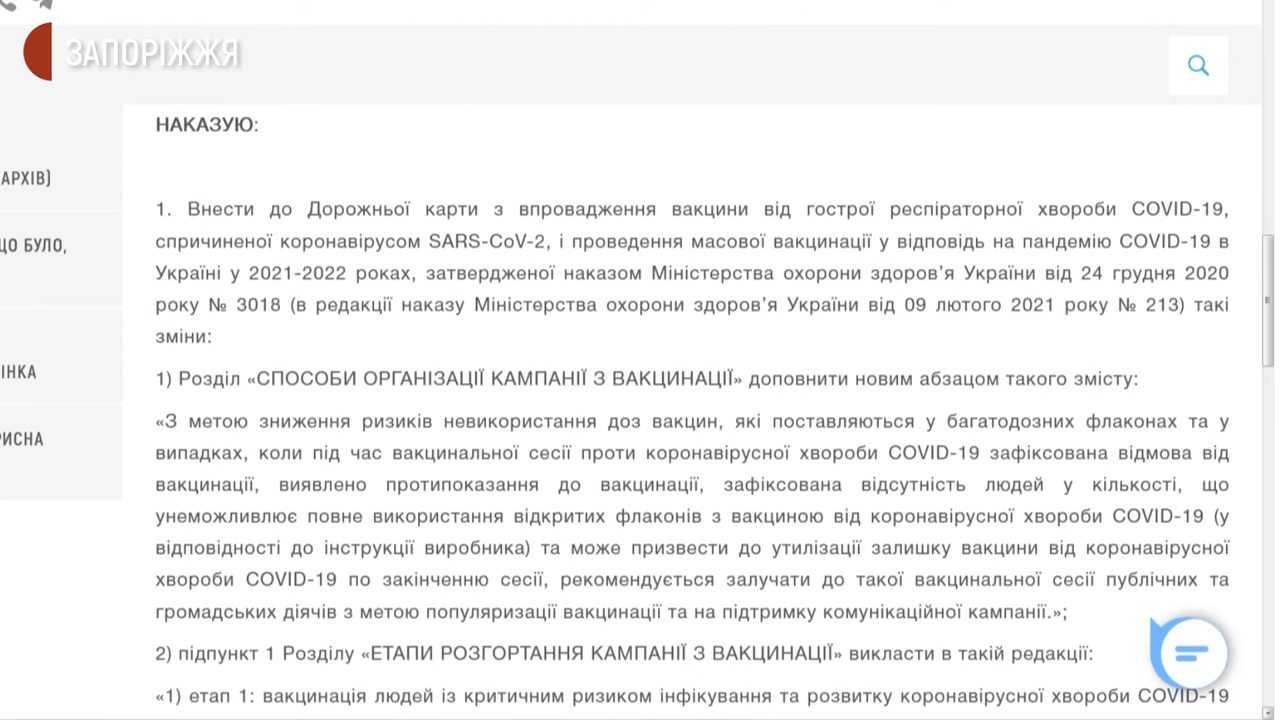 ЗАПОРІЖЖЯ
НАКАЗУЮ:
АРХІВ)
ЩО БУЛО,
ІНКА
РИСНА
1. Внести до Дорожньої карти з впровадження вакцини від гострої респіраторної хвороби COVID-19,
спричиненої коронавірусом SARS-CoV-2, і проведення масової вакцинації у відповідь на пандемію COVID-19 в
Україні у 2021-2022 роках, затвердженої наказом Міністерства охорони здоров’я України від 24 грудня 2020
року № 3018 (в редакції наказу Міністерства охорони здоров’я України від 09 лютого 2021 року № 213) такі
зміни:
1) Розділ «СПОСОБИ ОРГАНІЗАЦІЇ КАМПАНІЇ З ВАКЦИНАЦІЇ» доповнити новим абзацом такого змісту:
«З метою зниження ризиків невикористання доз вакцин, які поставляються у багатодозних флаконах та у
випадках, коли під час вакцинальної сесії проти коронавірусної хвороби COVID-19 зафіксована відмова від
вакцинації, виявлено протипоказання до вакцинації, зафіксована відсутність людей у кількості, що
унеможливлює повне використання відкритих флаконів з вакциною від коронавірусної хвороби COVID-19 (у
відповідності до інструкції виробника) та може призвести до утилізації залишку вакцини від коронавірусної
хвороби COVID-19 по закінченню сесії, рекомендується залучати до такої вакцинальної сесії публічних та
громадських діячів з метою популяризації вакцинації та на підтримку комунікаційної кампанії.»;
2) підпункт 1 Розділу «ЕТАПИ РОЗГОРТАННЯ КАМПАНІЇ З ВАКЦИНАЦІЇ» викласти в такій редакції:
«1) етап 1: вакцинація людей із критичним ризиком інфікування та розвитку коронавірусної хвороби COVID-19